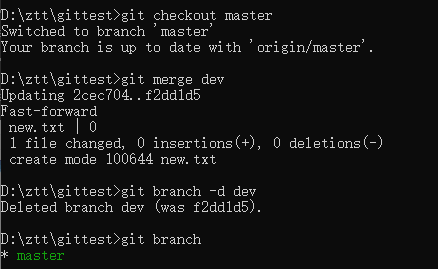 D:\ztt\gittest>git checkout master
Switched to branch 'master'
Your branch is up to date with 'origin/master'.
D:\ztt\gittest>git merge dev
Updating 2cec704..f2dd1d5
Fast-forward
 new.txt | 0
 1 file changed, 0 insertions(+), 0 deletions(-)
 create mode 100644 new.txt
D:\ztt\gittest>git branch -d dev
Deleted branch dev (was f2dd1d5).
D:\ztt\gittest>git branch
* master